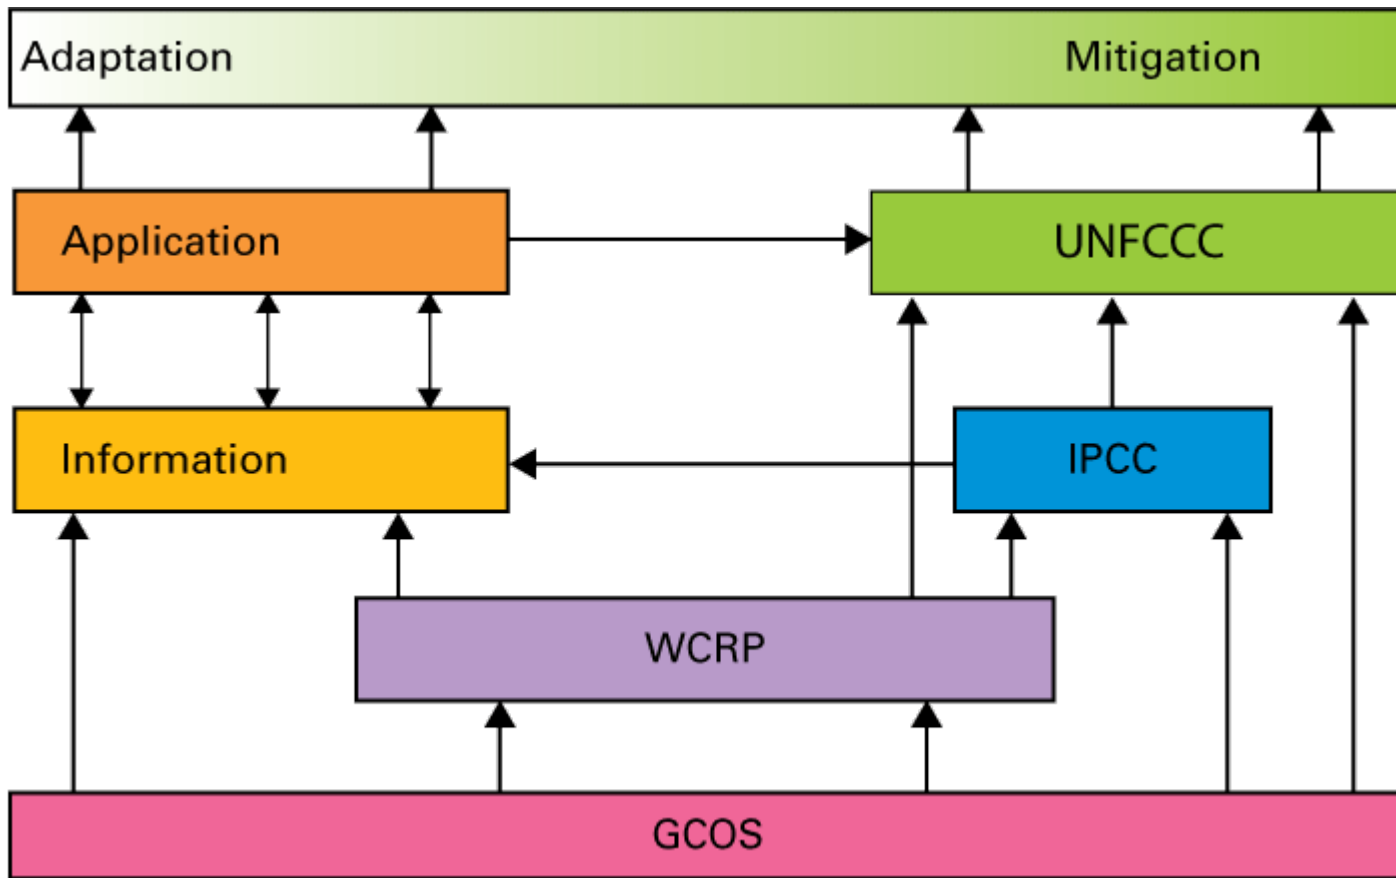 Adaptation
Mitigation
Application
UNFCCC
Information
IPCC
WCRP
GCOS